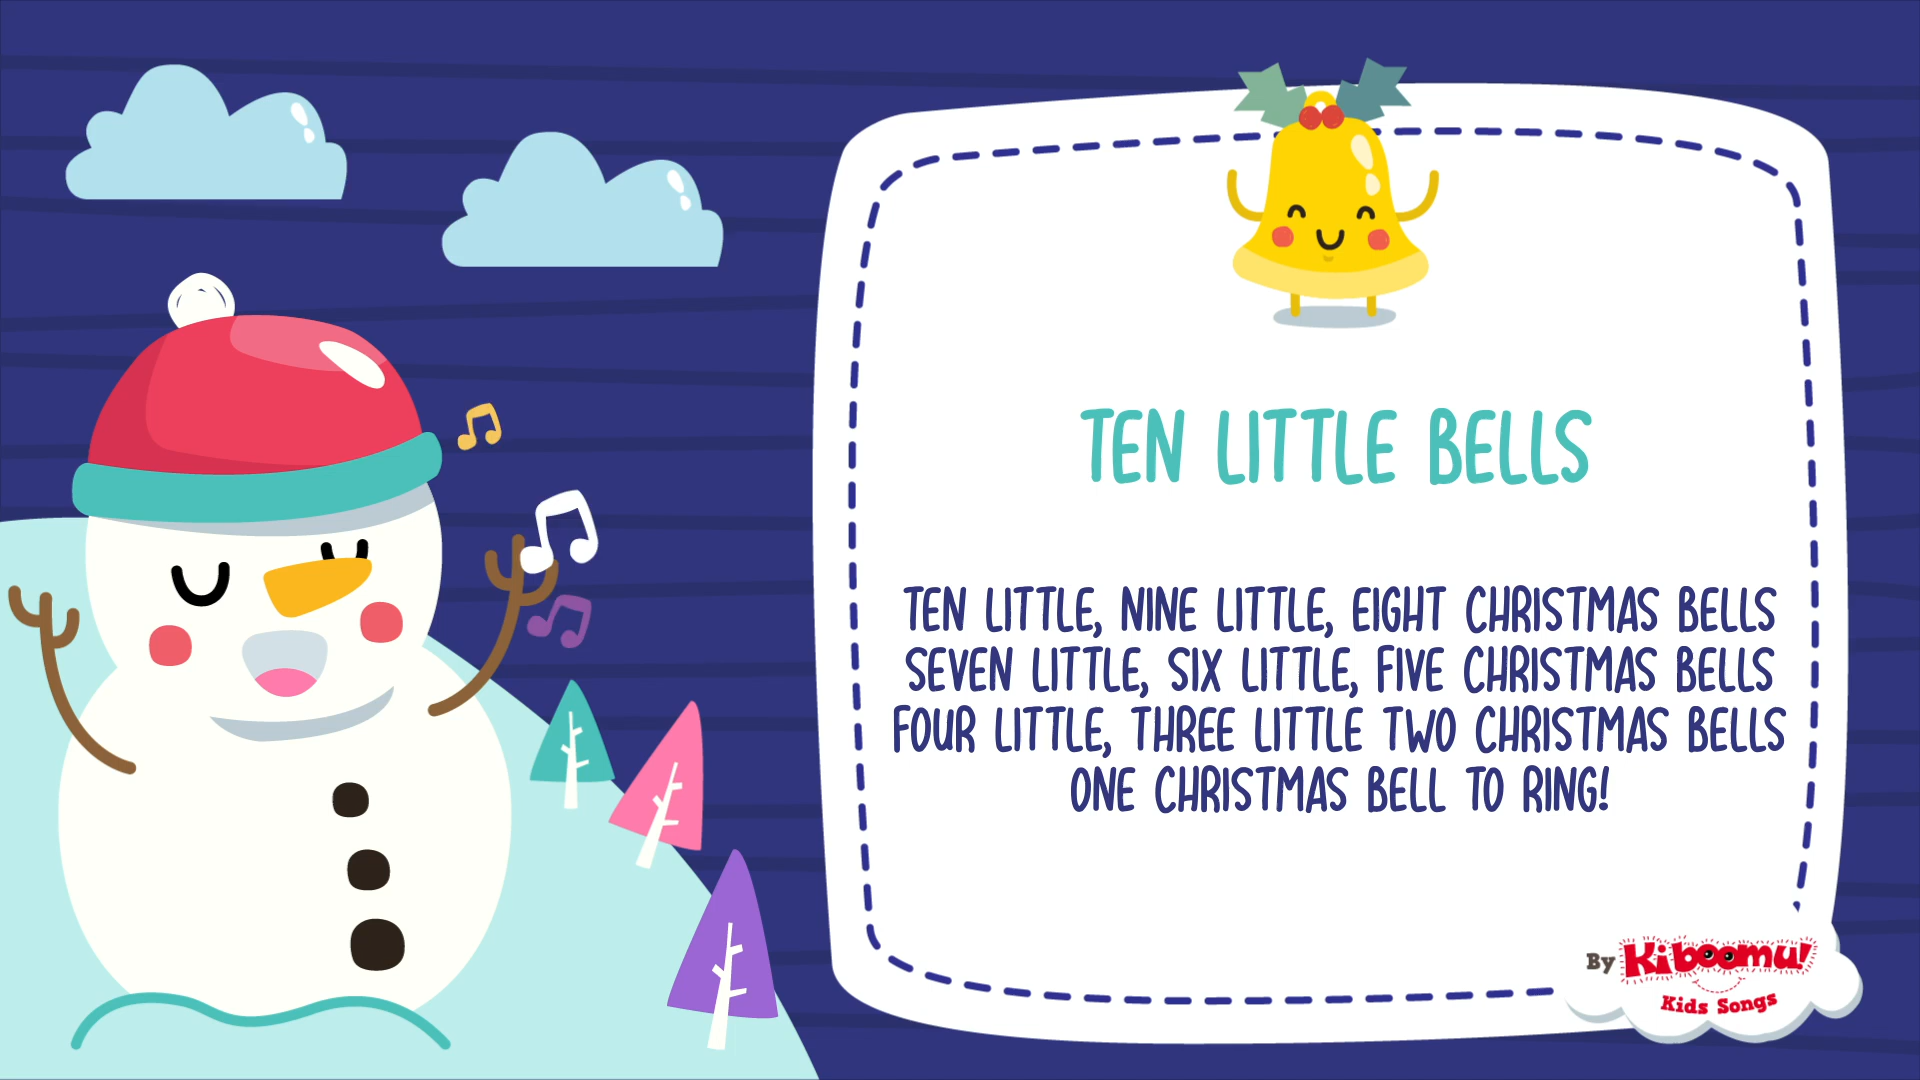 TEN LITTLE BELLS
TEN LITTLE, NINE LITTLE, EIGHT CHRISTMAS BELLS
SEVEN LITTLE, SIX LITTLE, FIVE CHRISTMAS BELLS
FOUR LITTLE, THREE LITTLE TWO CHRISTMAS BELLS
ONE CHRISTMAS BELL TO RING!
By Kiboomu!
Kids Songs